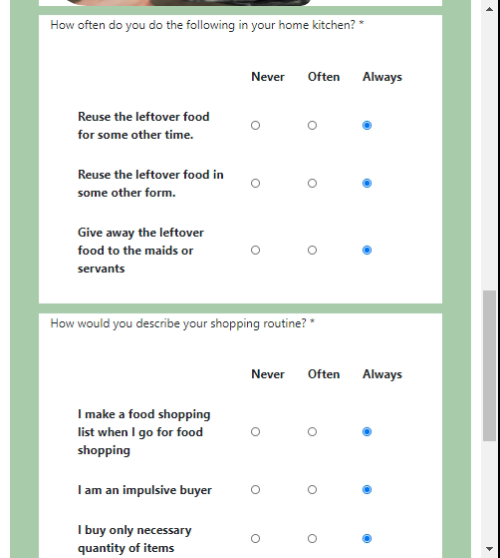 How often do you do the following in your home kitchen? *
Never Often Always
Reuse the leftover food
for some other time.
Reuse the leftover food in
some other form.
Give away the leftover
food to the maids or
servants
How would you describe your shopping routine? *
Never Often Always
I make a food shopping
list when I go for food
shopping
I am an impulsive buyer
I buy only necessary
quantity of items